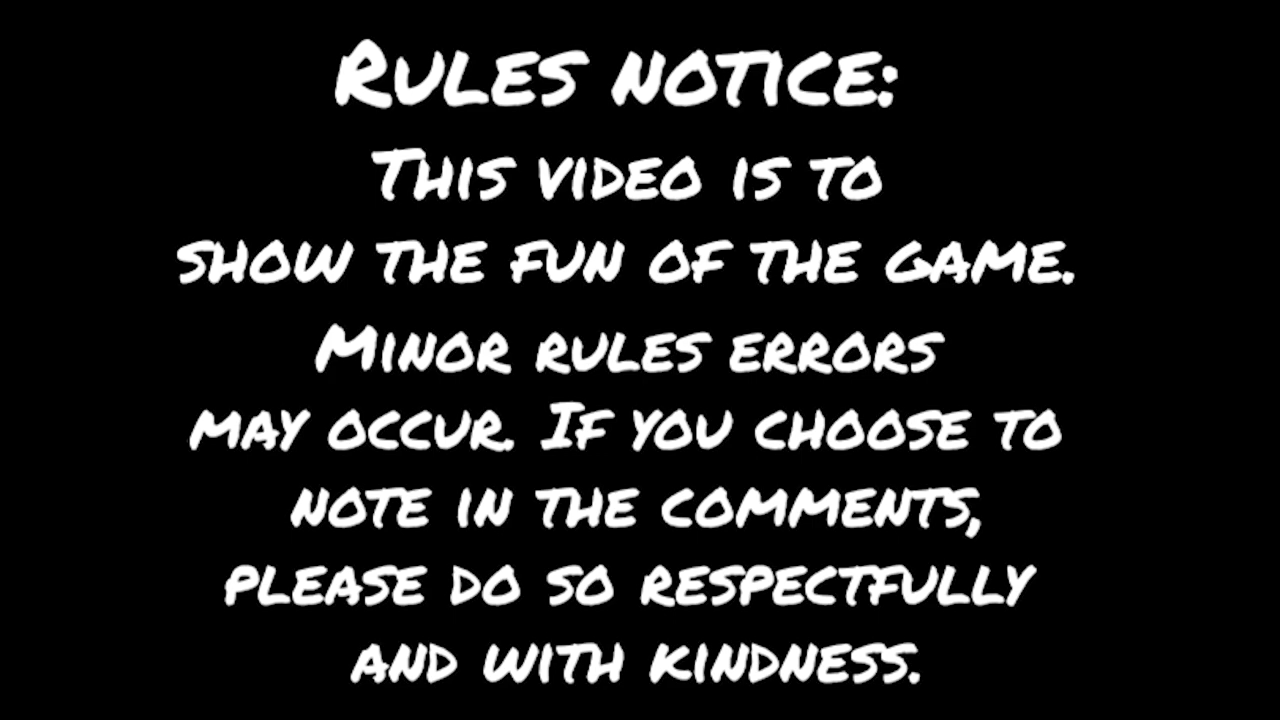 Rules notice:
This video is to
show the fun of the game.
Minor rules errors
may occur. If you choose to
note in the comments,
please do so respectfully
and with kindness.